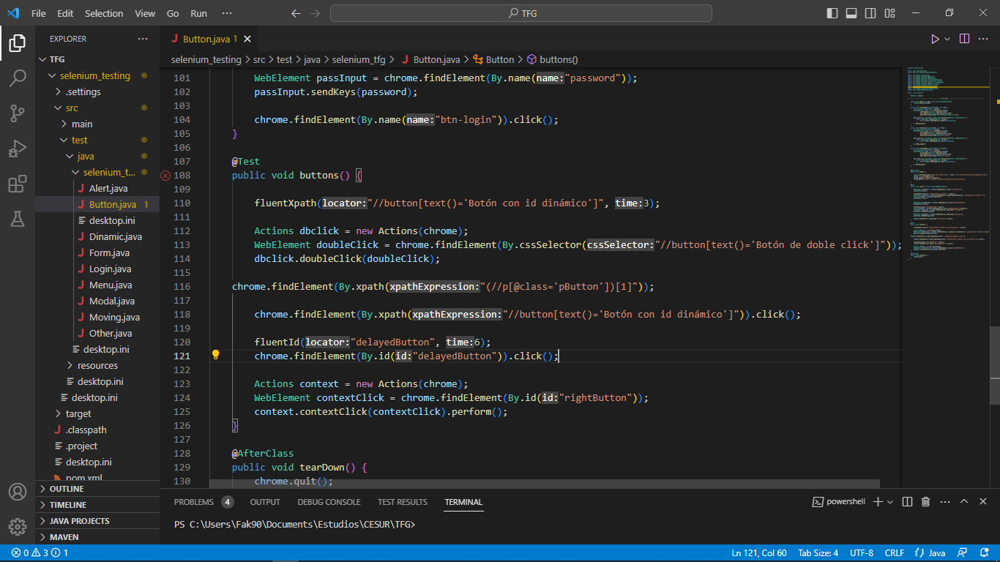 File Edit Selection View Go Run ··· TFG
EXPLORER ···
TFG
selenium_testing
.settings
src
main
test
java
selenium_t...
Alert.java
Button.java 1
desktop.ini
Dinamic.java
Form.java
Login.java
Menu.java
Modal.java
Moving.java
Other.java
desktop.ini
resources
desktop.ini
desktop.ini
target
.classpath
.project
desktop.ini
pom.xml
OUTLINE
TIMELINE
JAVA PROJECTS
MAVEN
Button.java 1
selenium_testing > src > test > java > selenium_tfg > Button.java > Button > buttons()
101 WebElement passInput = chrome.findElement(By.name(name:"password"));
102 passInput.sendKeys(password);
103
104 chrome.findElement(By.name(name:"btn-login")).click();
105 }
106
107 @Test
108 public void buttons() {
109
110 fluentXpath(locator:"//button[text()='Botón con id dinámico']", time:3);
111
112 Actions dbclick = new Actions(chrome);
113 WebElement doubleClick = chrome.findElement(By.cssSelector(cssSelector:"//button[text()='Botón de doble click']"));
114 dbclick.doubleClick(doubleClick);
115
116 chrome.findElement(By.xpath(xpathExpression:"(//p[@class='pButton'])[1]"));
117
118 chrome.findElement(By.xpath(xpathExpression:"//button[text()='Botón con id dinámico']")).click();
119
120 fluentId(locator:"delayedButton", time:6);
121 chrome.findElement(By.id(id:"delayedButton")).click();
122
123 Actions context = new Actions(chrome);
124 WebElement contextClick = chrome.findElement(By.id(id:"rightButton"));
125 context.contextClick(contextClick).perform();
126 }
127
128 @AfterClass
129 public void tearDown() {
130 chrome.quit();
PROBLEMS 4 OUTPUT DEBUG CONSOLE TEST RESULTS TERMINAL powershell
PS C:\Users\Fak90\Documents\Estudios\CESUR\TFG>
0 3 1 Ln 121, Col 60 Tab Size: 4 UTF-8 CRLF {} Java